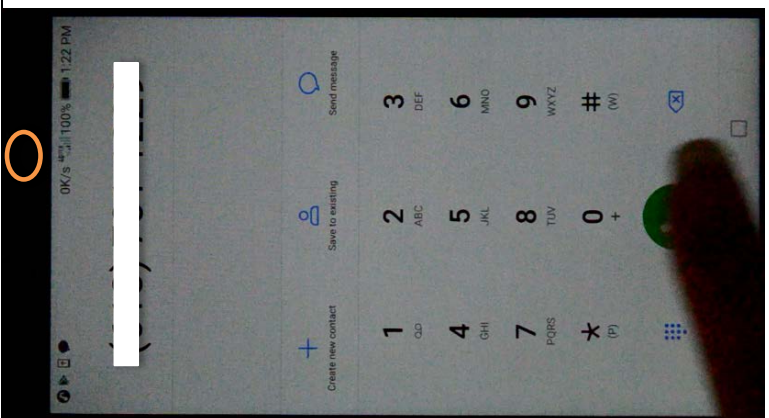 0K/s 100% 1:22 PM
Create new contact Save to existing Send message
1 2 3
ABC DEF
4 5 6
GHI JKL MNO
7 8 9
PQRS TUV WXYZ
* 0 #
(P) + (W)